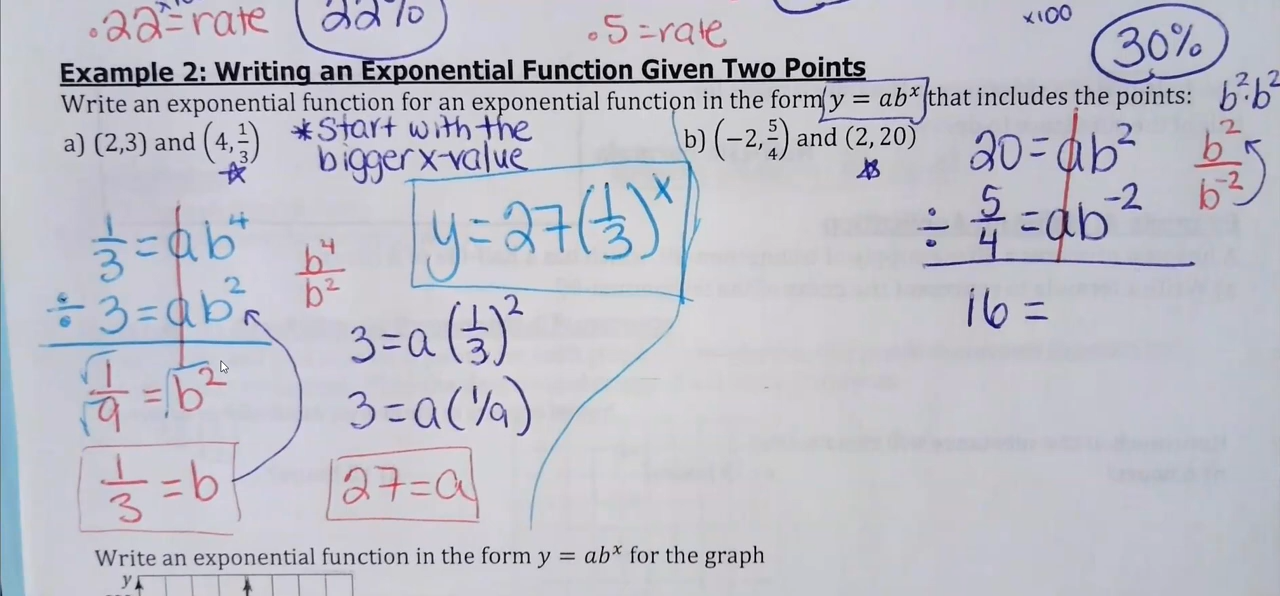 .22 = rate
22%
.5 = rate
x100
30%
Example 2: Writing an Exponential Function Given Two Points
Write an exponential function for an exponential function in the form y = abˣ that includes the points:
a) (2,3) and (4, 1/3)
*Start with the
bigger x-value
1/3 = ab⁴
÷ 3 = ab²
1/9 = b²
1/3 = b
b⁴/b²
y = 27(1/3)ˣ
3 = a(1/3)²
3 = a(1/9)
27 = a
b) (−2, 5/4) and (2, 20)
20 = ab²
÷ 5/4 = ab⁻²
16 =
b²·b²
b²/b⁻²
Write an exponential function in the form y = abˣ for the graph
y